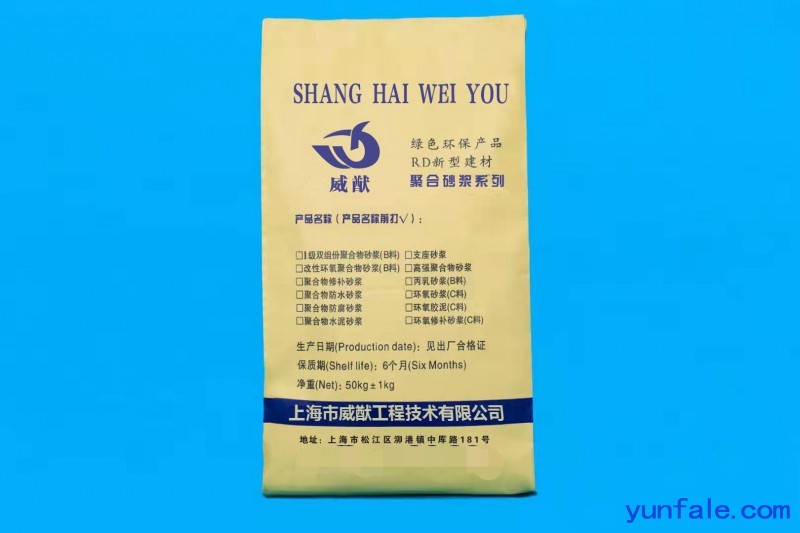 SHANG HAI WEI YOU
绿色环保产品
RD新型建材
威猷
聚合砂浆系列
产品名称（产品名称前打√）：
□I级双组份聚合物砂浆(B料) □支座砂浆
□改性环氧聚合物砂浆(B料) □高强聚合物砂浆
□聚合物修补砂浆 □丙乳砂浆(B料)
□聚合物防水砂浆 □环氧砂浆(C料)
□聚合物防腐砂浆 □环氧胶泥(C料)
□聚合物水泥砂浆 □环氧修补砂浆(C料)
生产日期(Production date)：见出厂合格证
保质期(Shelf life)：6个月(Six Months)
净重(Net)：50kg±1kg
上海市威猷工程技术有限公司
地址：上海市松江区泖港镇中厍路181号
yunfale.com